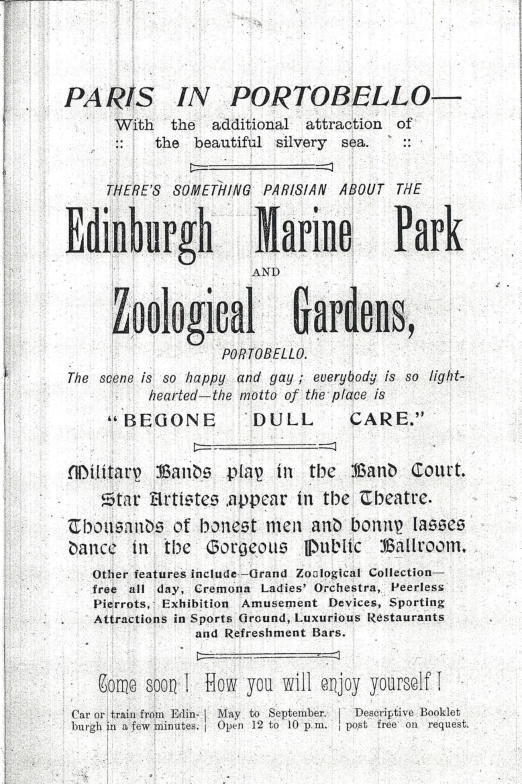 PARIS IN PORTOBELLO—
With the additional attraction of
:: the beautiful silvery sea. ::
THERE'S SOMETHING PARISIAN ABOUT THE
Edinburgh Marine Park
AND
Zoological Gardens,
PORTOBELLO.
The scene is so happy and gay; everybody is so light-
hearted—the motto of the place is
"BEGONE DULL CARE."
Military Bands play in the Band Court.
Star Artistes appear in the Theatre.
Thousands of honest men and bonny lasses
dance in the Gorgeous Public Ballroom.
Other features include—Grand Zoological Collection—
free all day, Cremona Ladies' Orchestra, Peerless
Pierrots, Exhibition Amusement Devices, Sporting
Attractions in Sports Ground, Luxurious Restaurants
and Refreshment Bars.
Come soon! How you will enjoy yourself!
Car or train from Edin-
burgh in a few minutes.
May to September.
Open 12 to 10 p.m.
Descriptive Booklet
post free on request.